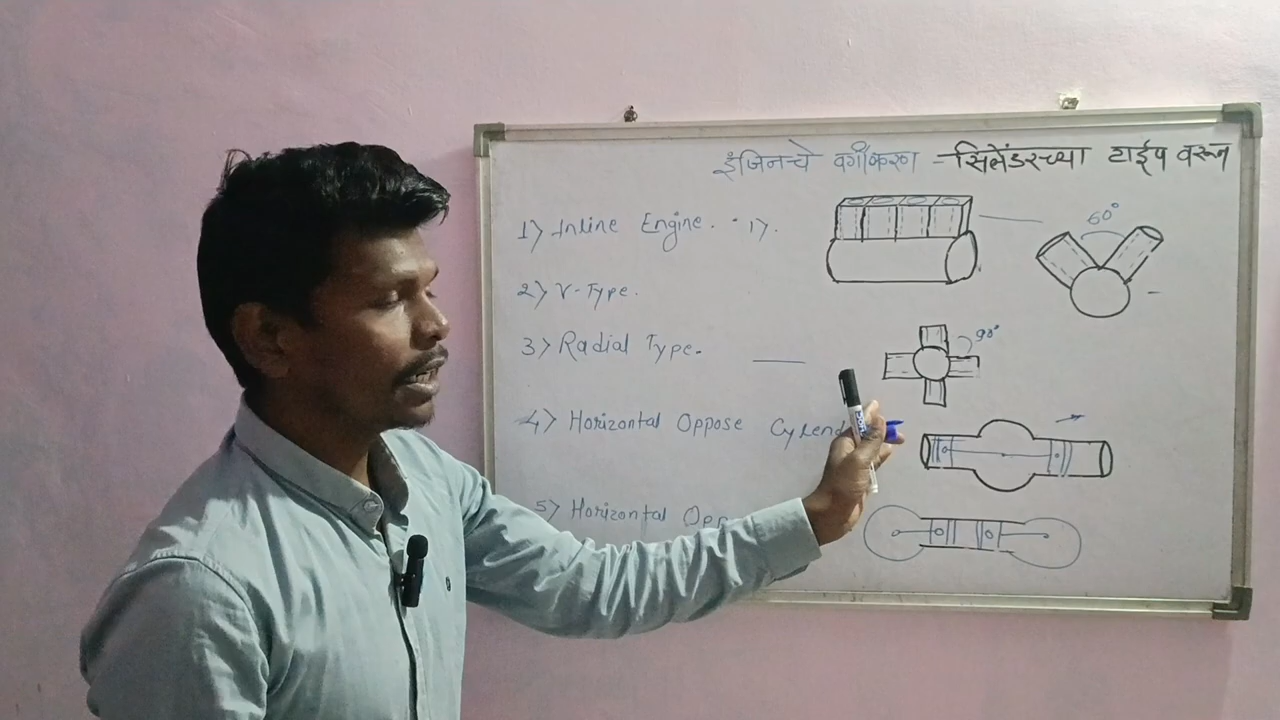 इंजिनचे वर्गीकरण – सिलेंडरच्या टाईप वरून
1) Inline Engine. 1).
60°
2) V-Type.
3) Radial Type.
90°
4) Horizontal Oppose
5) Horizontal